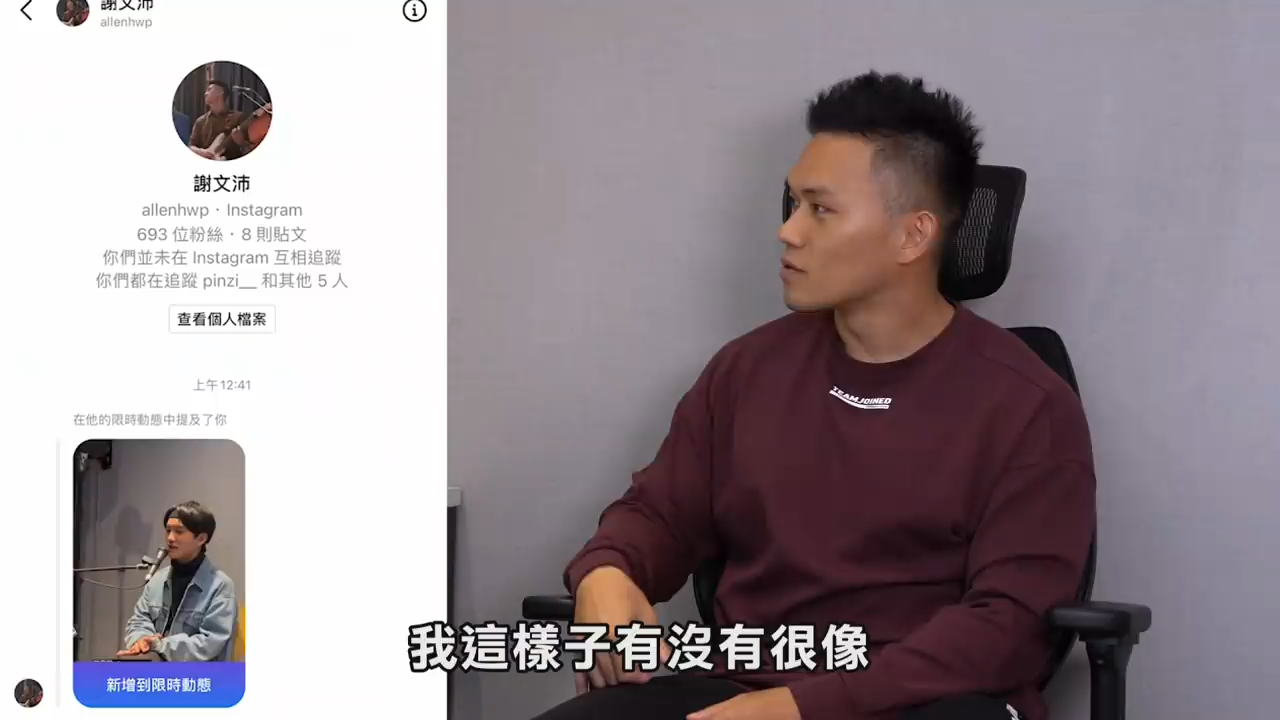 謝文沛
allenhwp
謝文沛
allenhwp · Instagram
693 位粉絲 · 8 則貼文
你們並未在 Instagram 互相追蹤
你們都在追蹤 pinzi__ 和其他 5 人
查看個人檔案
上午 12:41
在他的限時動態中提及了你
新增到限時動態
TEAMJOINED
我這樣子有沒有很像